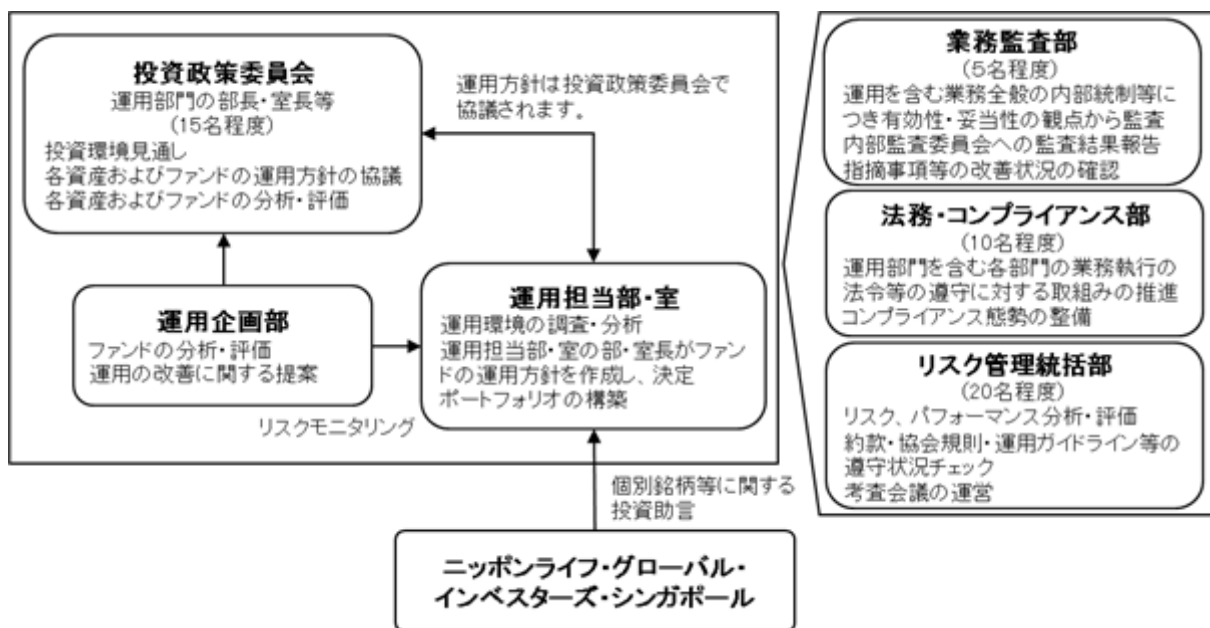 投資政策委員会
運用部門の部長・室長等
(15名程度)
投資環境見通し
各資産およびファンドの運用方針の協議
各資産およびファンドの分析・評価
運用方針は投資政策委員会で
協議されます。
運用企画部
ファンドの分析・評価
運用の改善に関する提案
リスクモニタリング
運用担当部・室
運用環境の調査・分析
運用担当部・室の部・室長がファン
ドの運用方針を作成し、決定
ポートフォリオの構築
個別銘柄等に関する
投資助言
ニッポンライフ・グローバル・
インベスターズ・シンガポール
業務監査部
(5名程度)
運用を含む業務全般の内部統制等に
つき有効性・妥当性の観点から監査
内部監査委員会への監査結果報告
指摘事項等の改善状況の確認
法務・コンプライアンス部
(10名程度)
運用部門を含む各部門の業務執行の
法令等の遵守に対する取組みの推進
コンプライアンス態勢の整備
リスク管理統括部
(20名程度)
リスク、パフォーマンス分析・評価
約款・協会規則・運用ガイドライン等の
遵守状況チェック
考査会議の運営